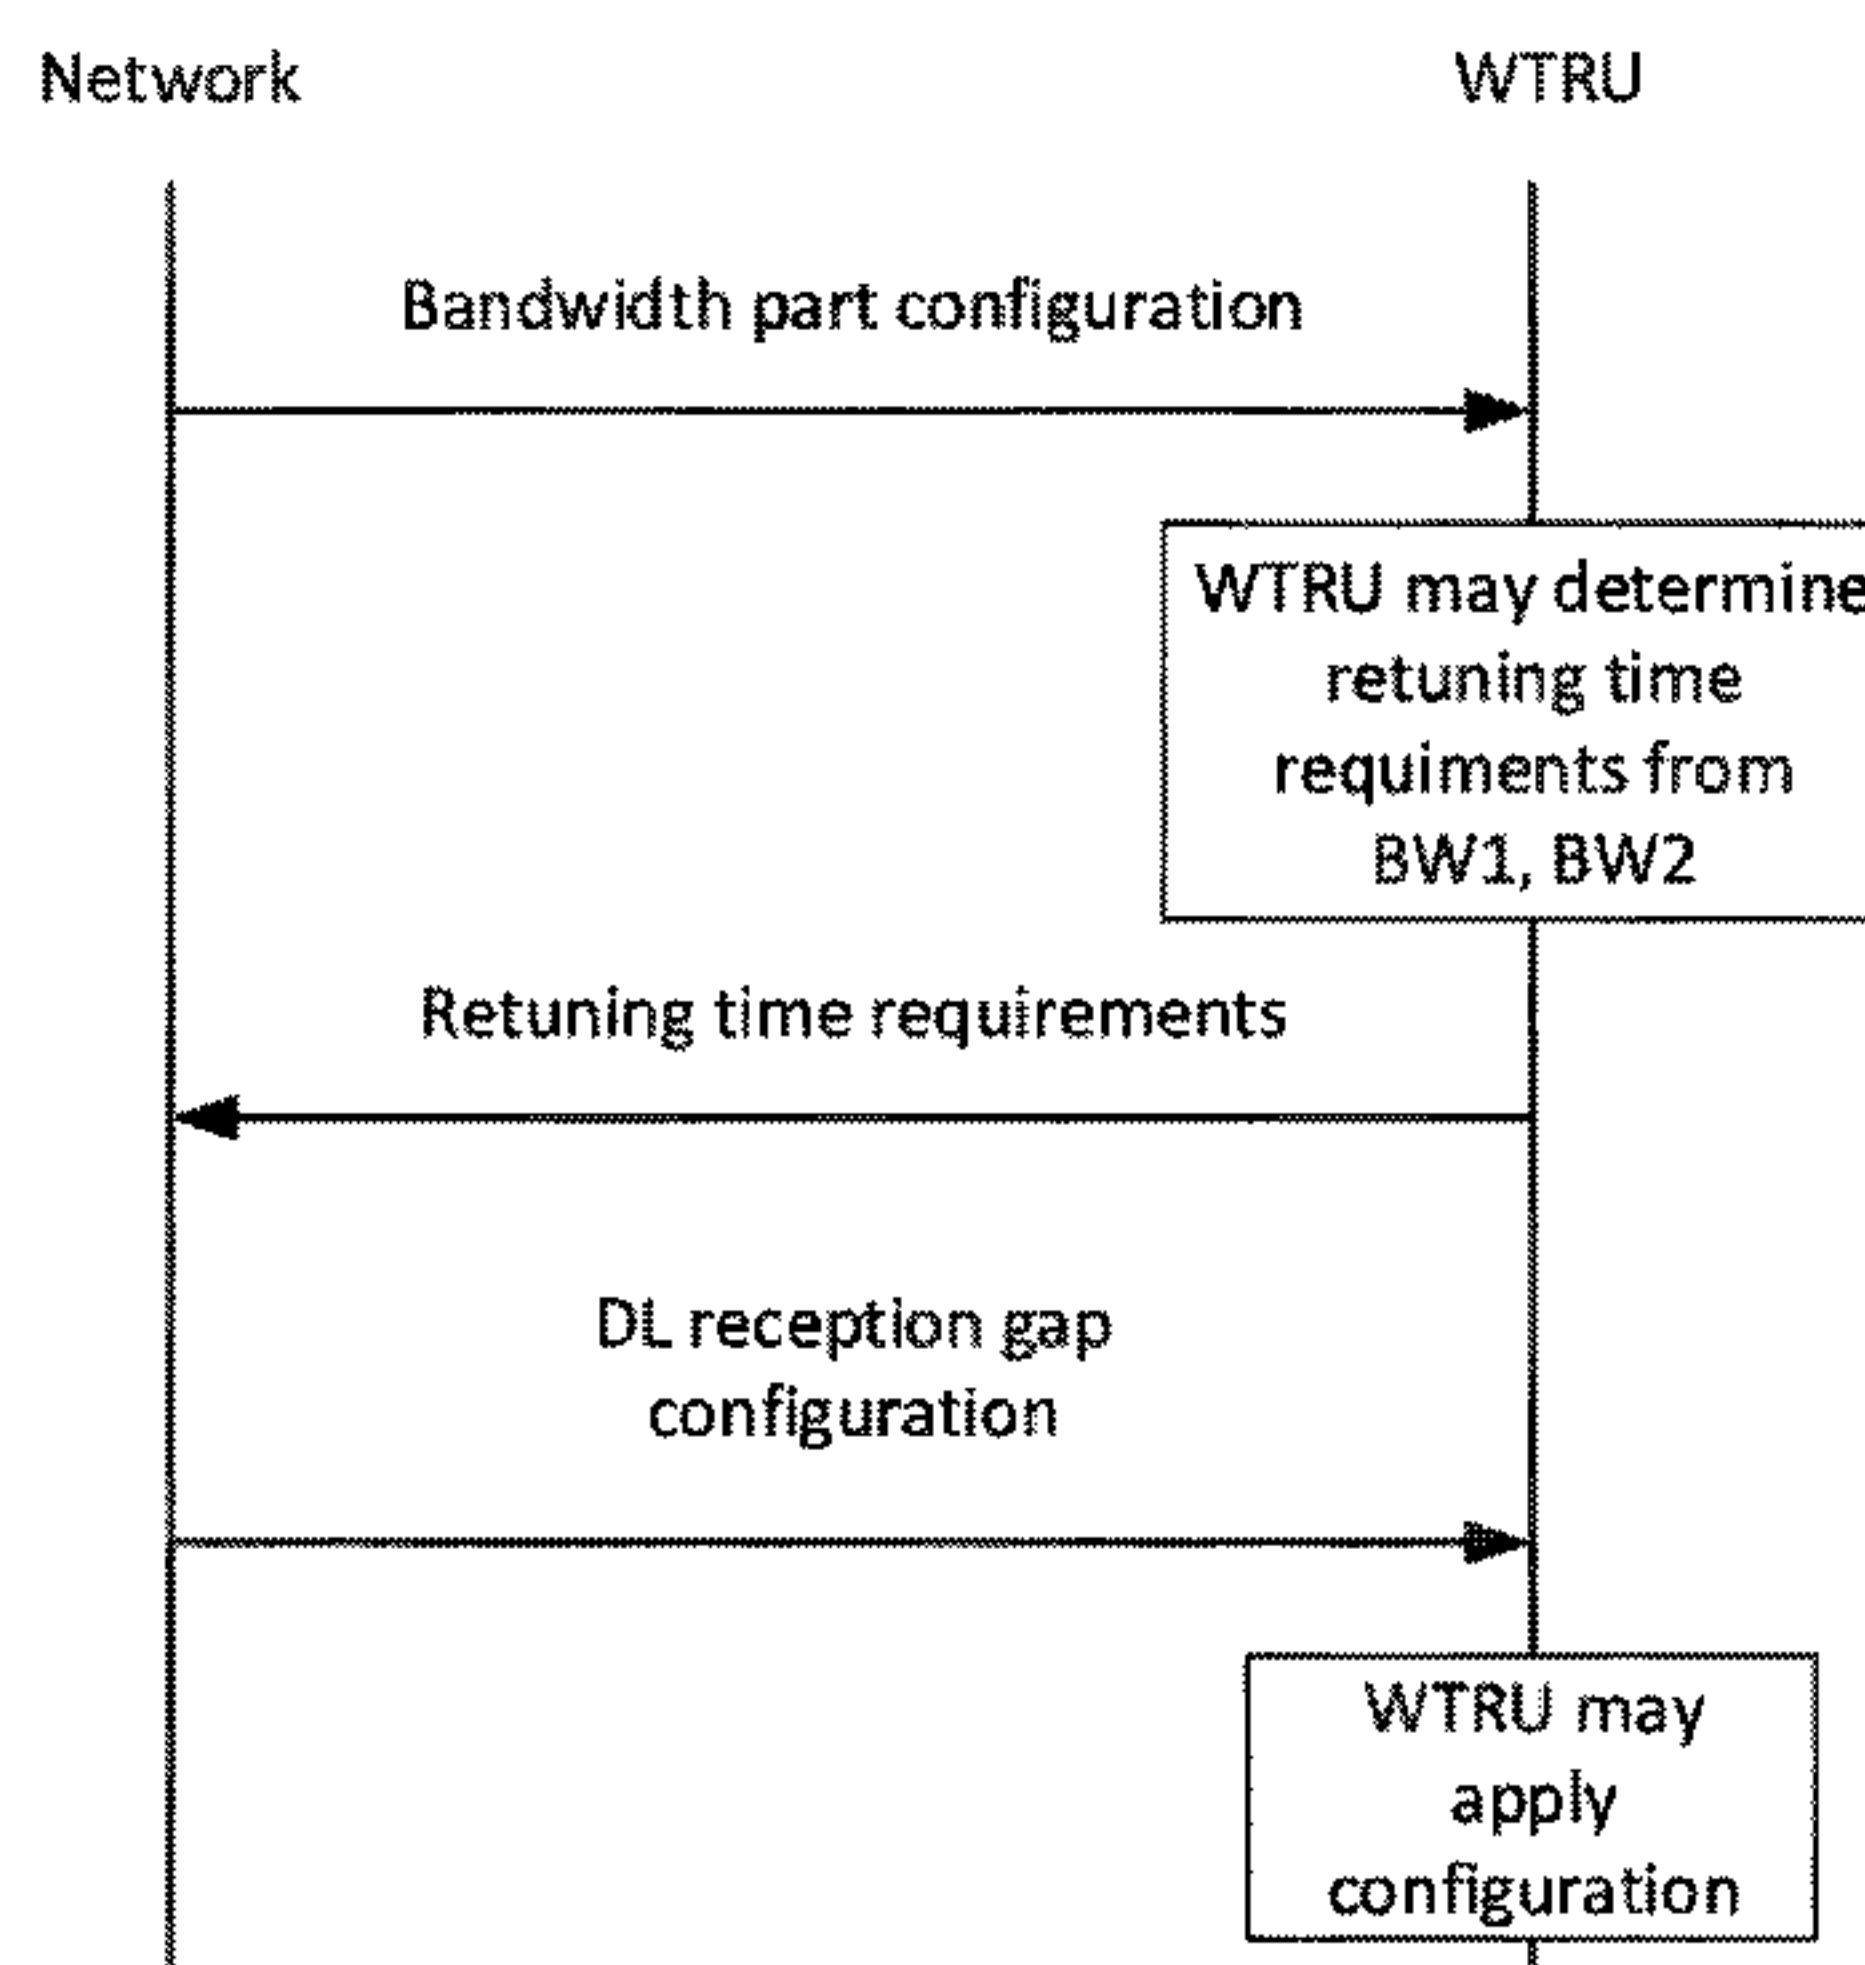 Network
WTRU
Bandwidth part configuration
WTRU may determine
retuning time
requiments from
BW1, BW2
Retuning time requirements
DL reception gap
configuration
WTRU may
apply
configuration